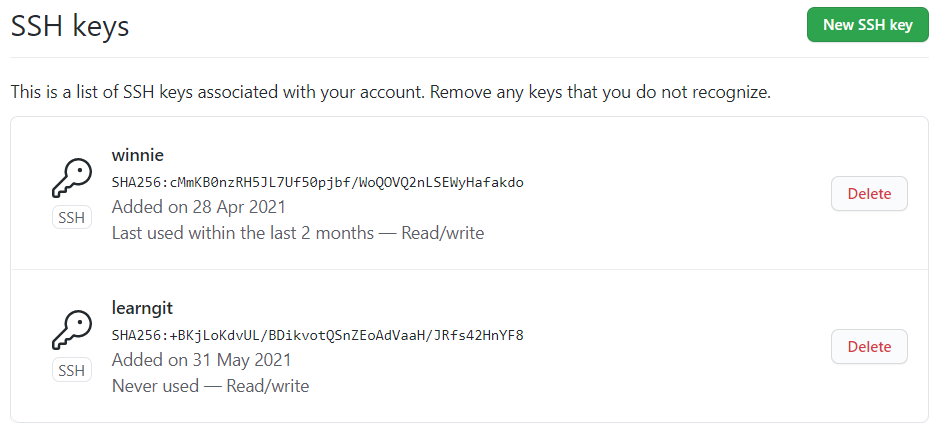 SSH keys
New SSH key
This is a list of SSH keys associated with your account. Remove any keys that you do not recognize.
winnie
SHA256:cMmKB0nzRH5JL7Uf50pjbf/WoQOVQ2nLSEWyHafakdo
Added on 28 Apr 2021
Last used within the last 2 months — Read/write
SSH
Delete
learngit
SHA256:+BKjLoKdvUL/BDikvotQSnZEoAdVaaH/JRfs42HnYF8
Added on 31 May 2021
Never used — Read/write
SSH
Delete